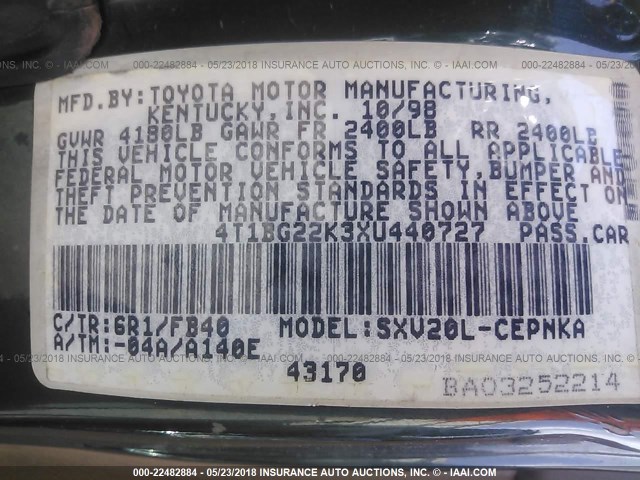 000-22482884 - 05/23/2018 INSURANCE AUTO AUCTIONS, INC. © - IAAI.COM
MFD.BY:TOYOTA MOTOR MANUFACTURING,
KENTUCKY,INC. 10/98
GVWR 4180LB GAWR FR 2400LB RR 2400LB
THIS VEHICLE CONFORMS TO ALL APPLICABLE
FEDERAL MOTOR VEHICLE SAFETY,BUMPER AND
THEFT PREVENTION STANDARDS IN EFFECT ON
THE DATE OF MANUFACTURE SHOWN ABOVE.
4T1BG22K3XU440727 PASS.CAR
C/TR:6R1/FB40 MODEL:SXV20L-CEPNKA
A/TM:-04A/A140E
43170
BA03252214
000-22482884 - 05/23/2018 INSURANCE AUTO AUCTIONS, INC. © - IAAI.COM